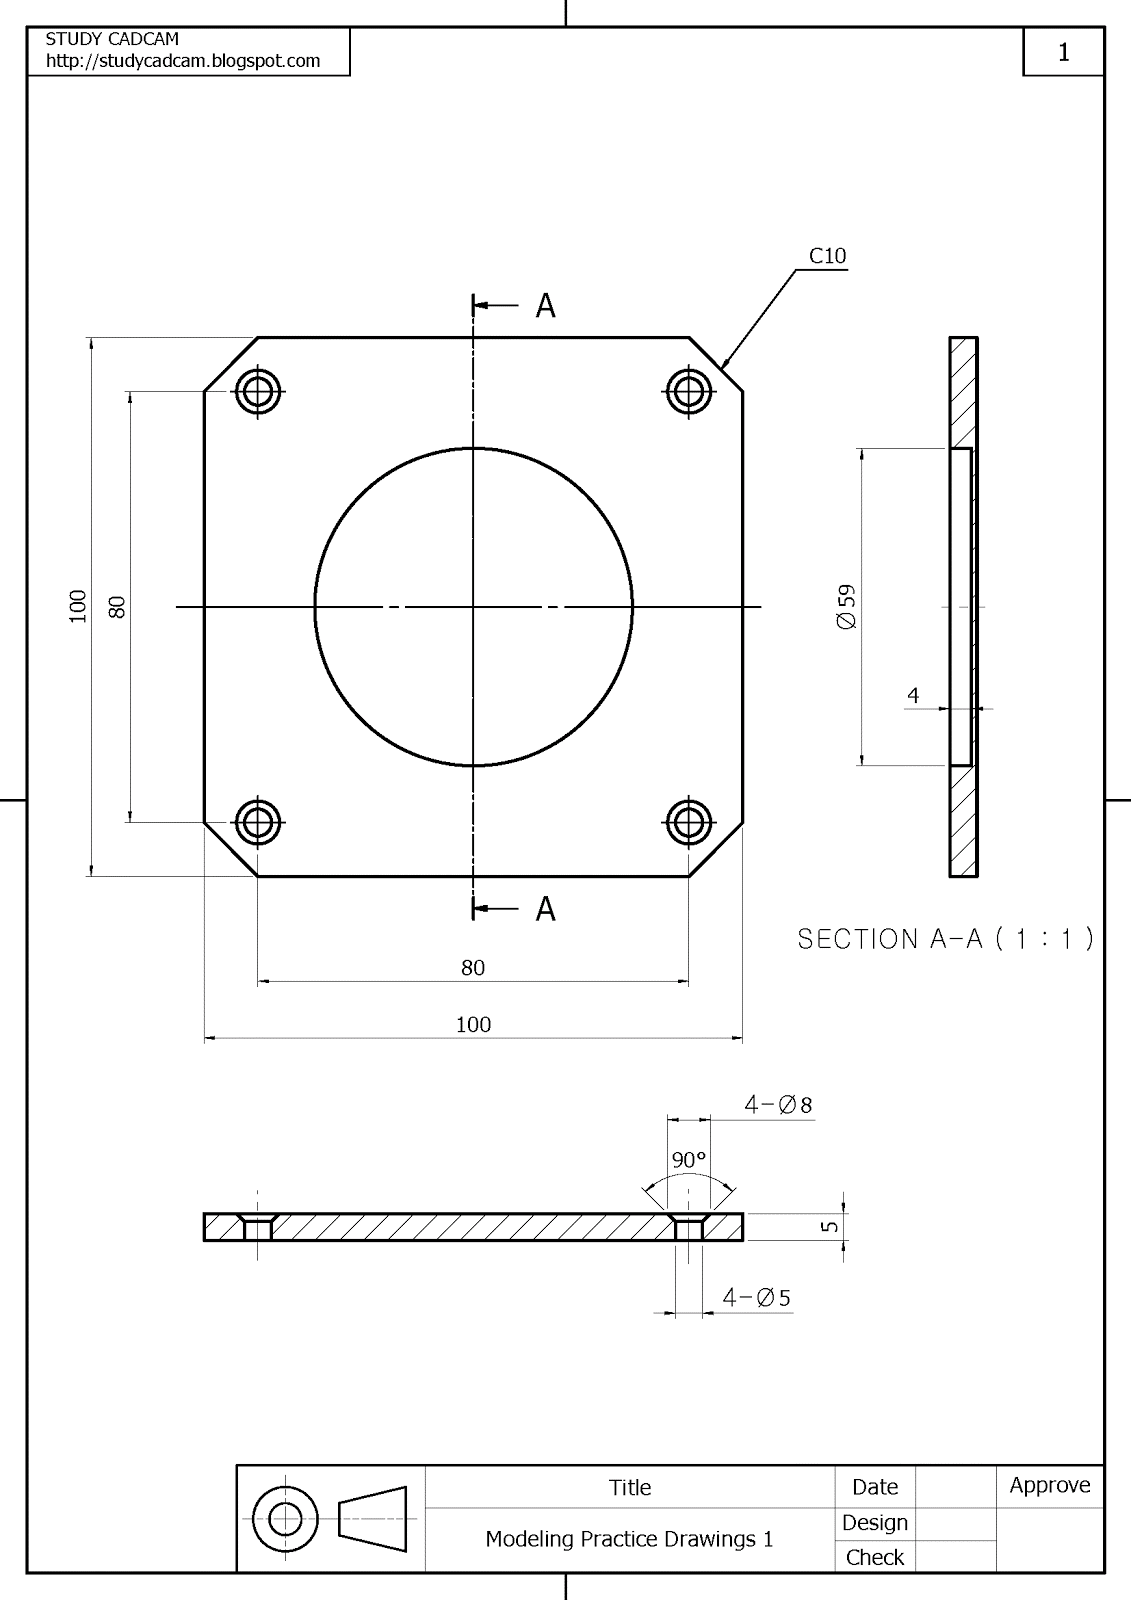 STUDY CADCAM
http://studycadcam.blogspot.com
1
C10
A
100
80
Ø59
4
A
SECTION A-A ( 1 : 1 )
80
100
4-Ø8
90°
5
4-Ø5
Title
Date
Approve
Modeling Practice Drawings 1
Design
Check